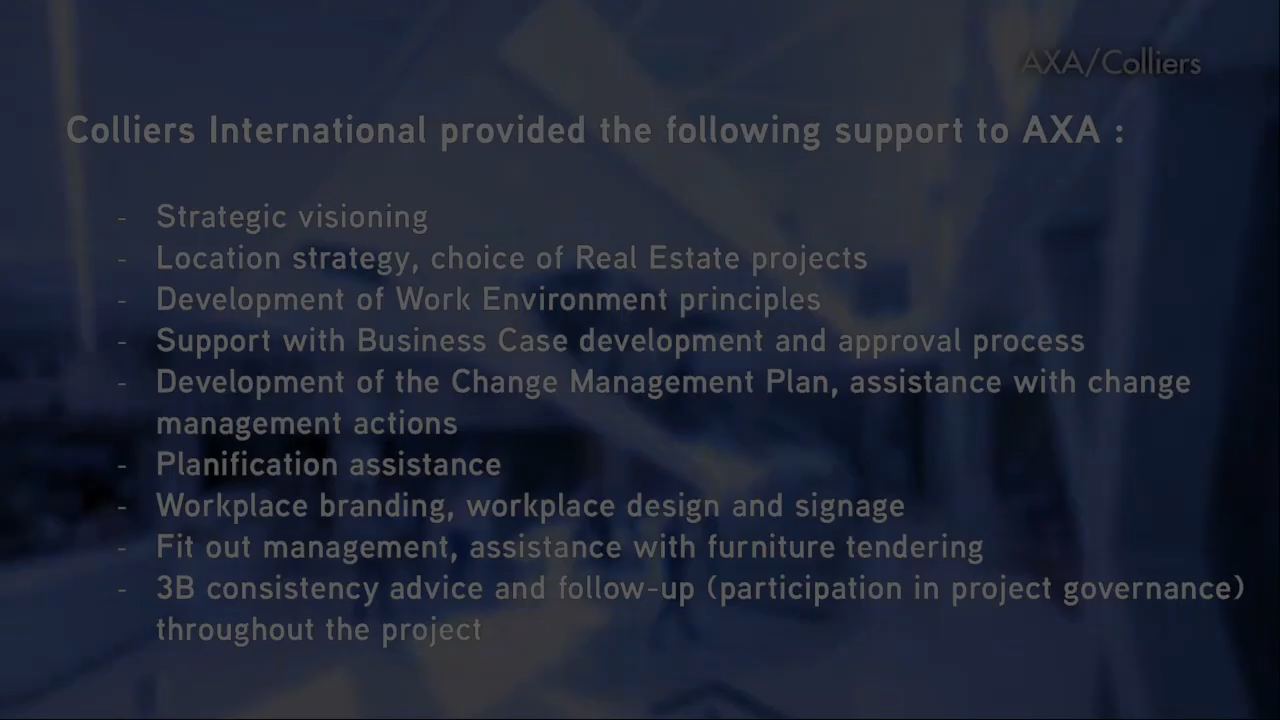 AXA/Colliers
Colliers International provided the following support to AXA :
- Strategic visioning
- Location strategy, choice of Real Estate projects
- Development of Work Environment principles
- Support with Business Case development and approval process
- Development of the Change Management Plan, assistance with change
management actions
- Planification assistance
- Workplace branding, workplace design and signage
- Fit out management, assistance with furniture tendering
- 3B consistency advice and follow-up (participation in project governance)
throughout the project